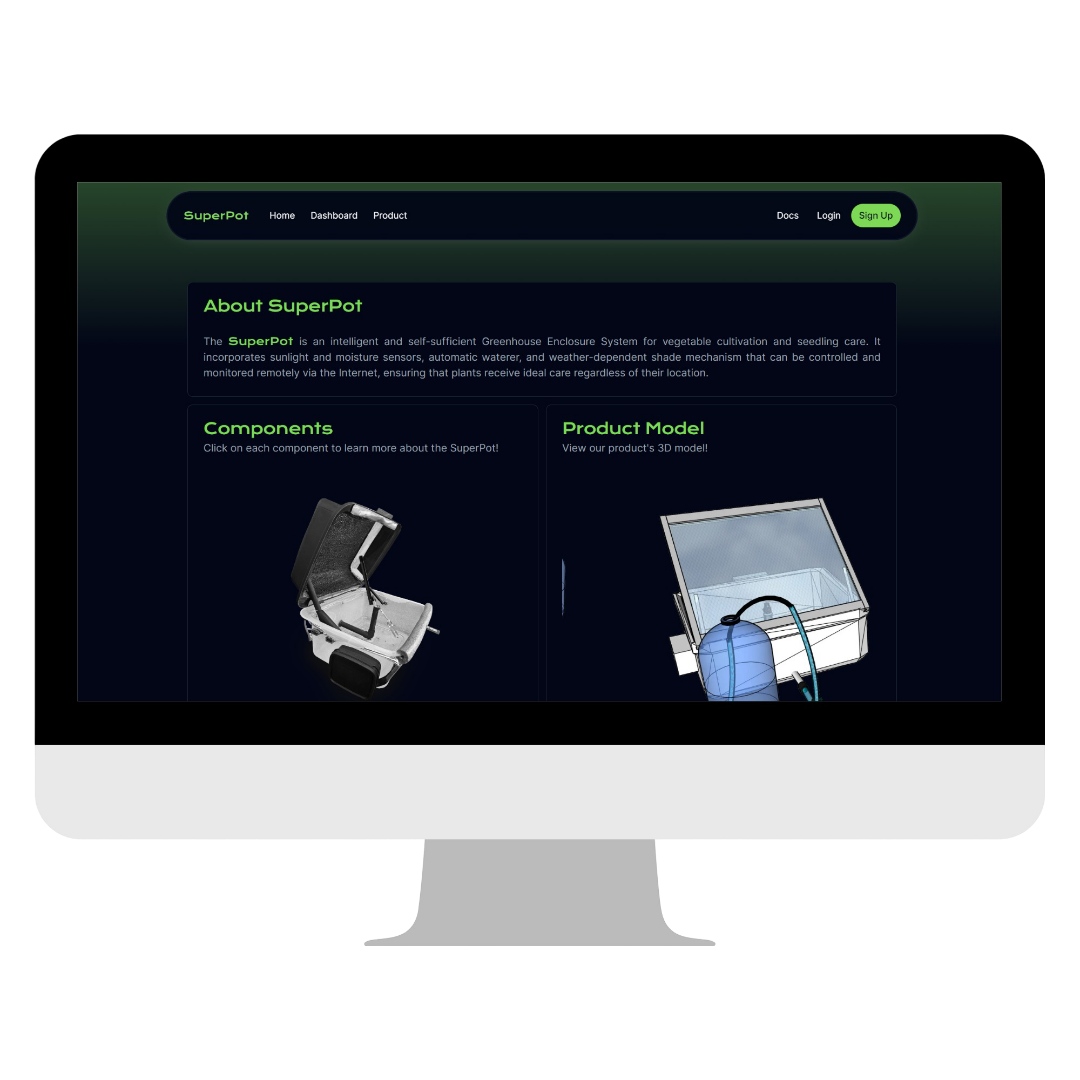 SuperPot Home Dashboard Product Docs Login Sign Up
About SuperPot
The SuperPot is an intelligent and self-sufficient Greenhouse Enclosure System for vegetable cultivation and seedling care. It
incorporates sunlight and moisture sensors, automatic waterer, and weather-dependent shade mechanism that can be controlled and
monitored remotely via the Internet, ensuring that plants receive ideal care regardless of their location.
Components
Click on each component to learn more about the SuperPot!
Product Model
View our product's 3D model!